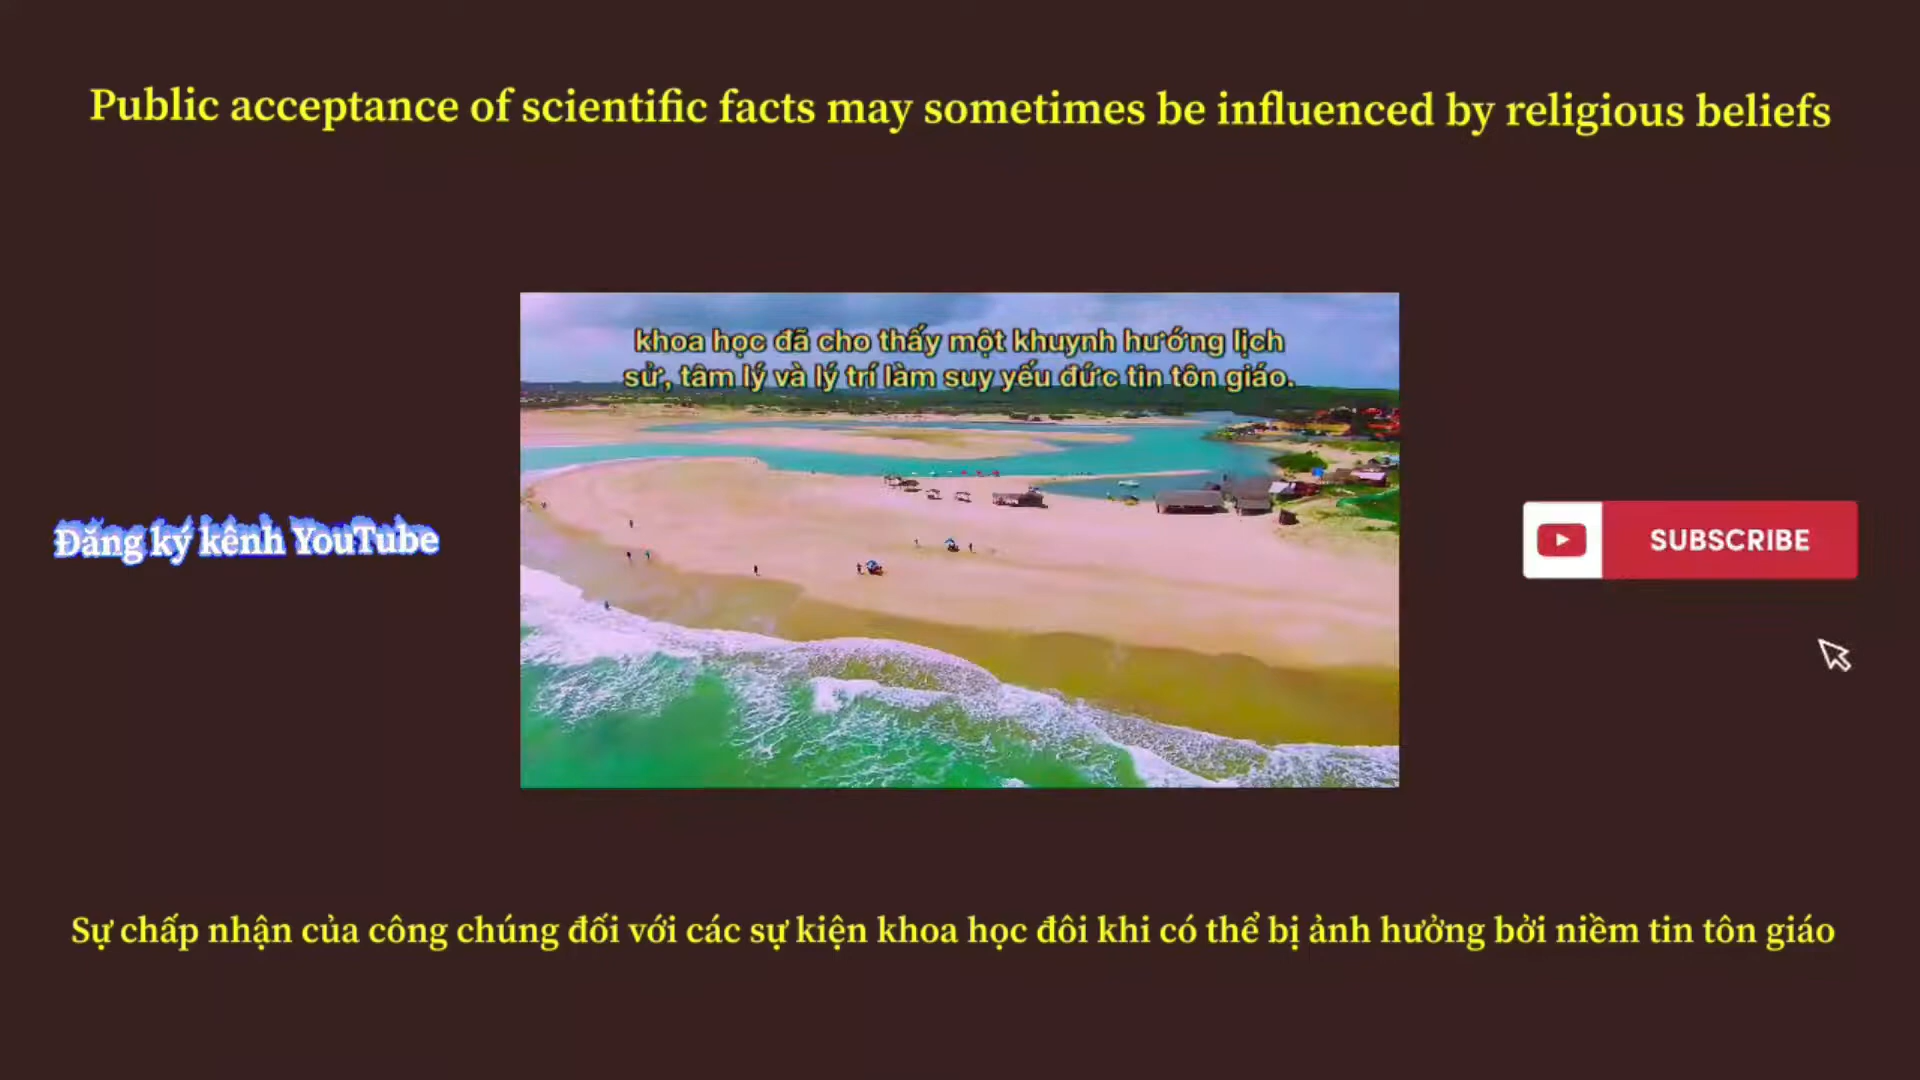 Public acceptance of scientific facts may sometimes be influenced by religious beliefs
khoa học đã cho thấy một khuynh hướng lịch
sử, tâm lý và lý trí làm suy yếu đức tin tôn giáo.
Đăng ký kênh YouTube
SUBSCRIBE
Sự chấp nhận của công chúng đối với các sự kiện khoa học đôi khi có thể bị ảnh hưởng bởi niềm tin tôn giáo